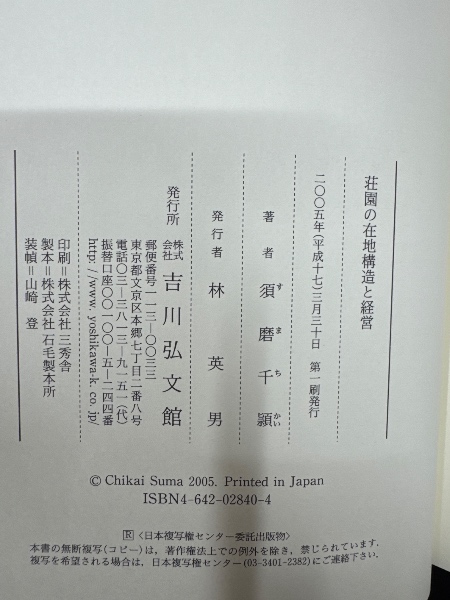 荘園の在地構造と経営
二〇〇五年(平成十七)三月三十日 第一刷発行
著者 須磨千頴
すまちかい
発行者 林英男
発行所 株式会社 吉川弘文館
郵便番号一一三―〇〇三三
東京都文京区本郷七丁目二番八号
電話〇三―三八一三―九一五一(代)
振替口座〇〇一〇〇―五―二四四番
http://www.yoshikawa-k.co.jp/
印刷=株式会社 三秀舎
製本=株式会社 石毛製本所
装幀=山崎 登
© Chikai Suma 2005. Printed in Japan
ISBN4-642-02840-4
R 〈日本複写権センター委託出版物〉
本書の無断複写(コピー)は，著作権法上での例外を除き，禁じられています．
複写を希望される場合は，日本複写権センター(03-3401-2382)にご連絡下さい．